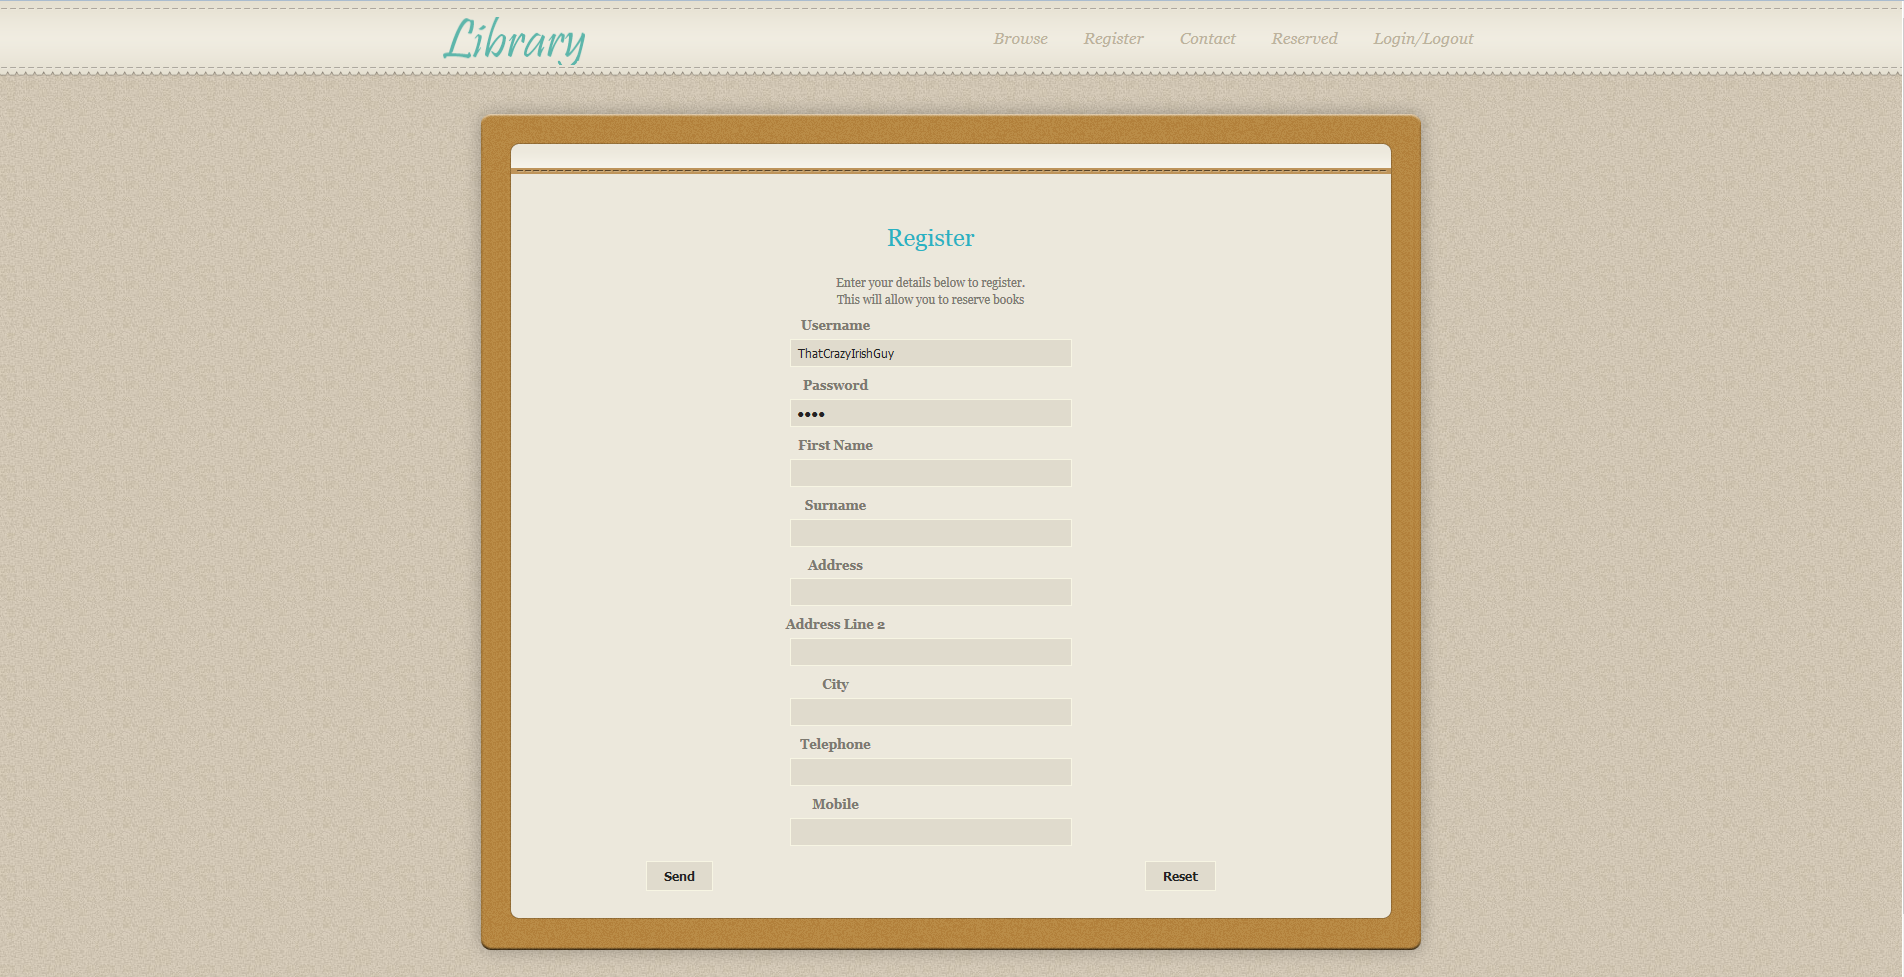 Library
Browse Register Contact Reserved Login/Logout
Register
Enter your details below to register.
This will allow you to reserve books
Username
ThatCrazyIrishGuy
Password
••••
First Name
Surname
Address
Address Line 2
City
Telephone
Mobile
Send Reset